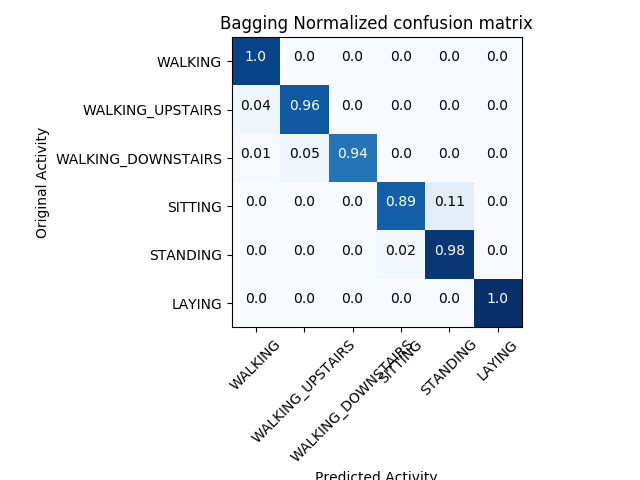 Bagging Normalized confusion matrix
Original Activity
WALKING 1.0 0.0 0.0 0.0 0.0 0.0
WALKING_UPSTAIRS 0.04 0.96 0.0 0.0 0.0 0.0
WALKING_DOWNSTAIRS 0.01 0.05 0.94 0.0 0.0 0.0
SITTING 0.0 0.0 0.0 0.89 0.11 0.0
STANDING 0.0 0.0 0.0 0.02 0.98 0.0
LAYING 0.0 0.0 0.0 0.0 0.0 1.0
WALKING
WALKING_UPSTAIRS
WALKING_DOWNSTAIRS
SITTING
STANDING
LAYING
Predicted Activity